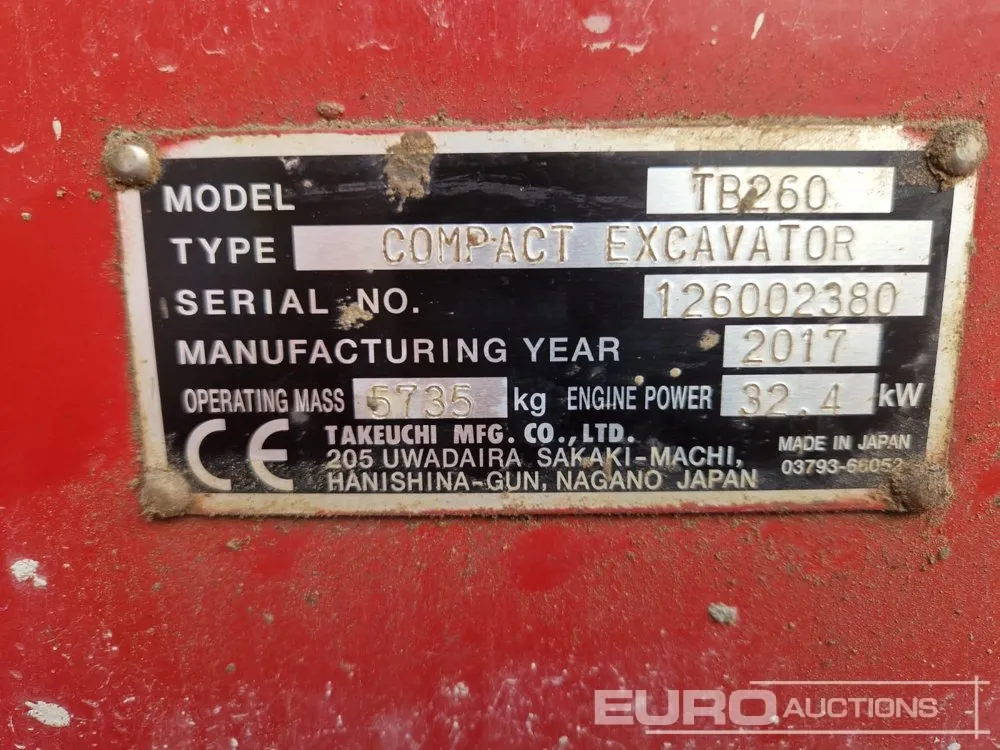 MODEL TB260
TYPE COMPACT EXCAVATOR
SERIAL NO. 126002380
MANUFACTURING YEAR 2017
OPERATING MASS 5735 kg ENGINE POWER 32.4 kW
CE TAKEUCHI MFG. CO., LTD.
205 UWADAIRA SAKAKI-MACHI,
HANISHINA-GUN, NAGANO JAPAN
MADE IN JAPAN
03793-66052
EURO AUCTIONS